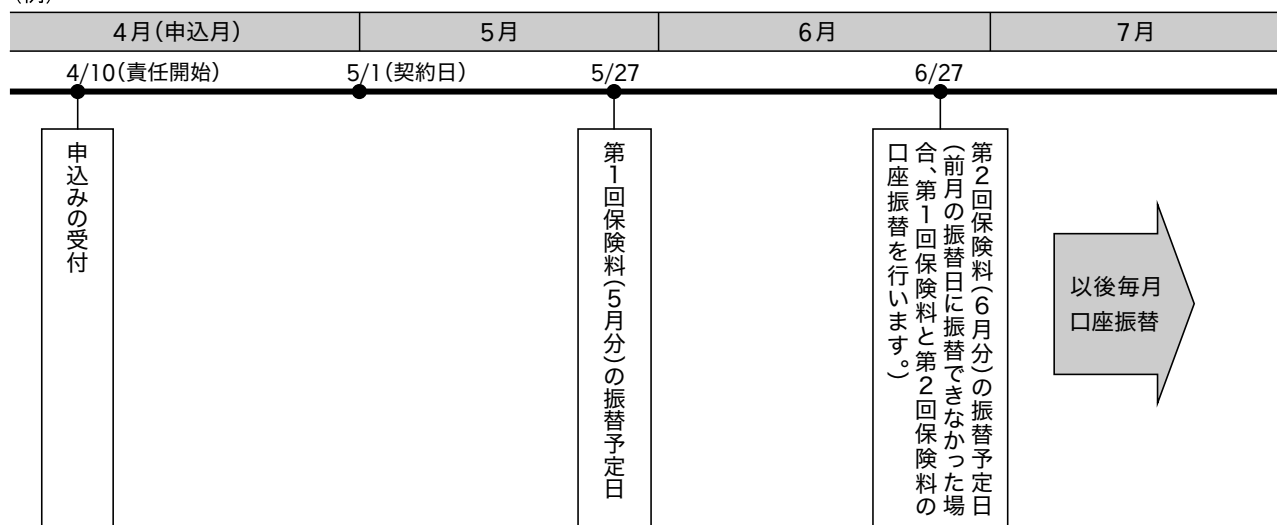 4月（申込月）
5月
6月
7月
4/10（責任開始）
5/1（契約日）
5/27
6/27
申込みの受付
第1回保険料（5月分）の振替予定日
第2回保険料（6月分）の振替予定日
（前月の振替日に振替できなかった場
合、第1回保険料と第2回保険料の
口座振替を行います。）
以後毎月
口座振替